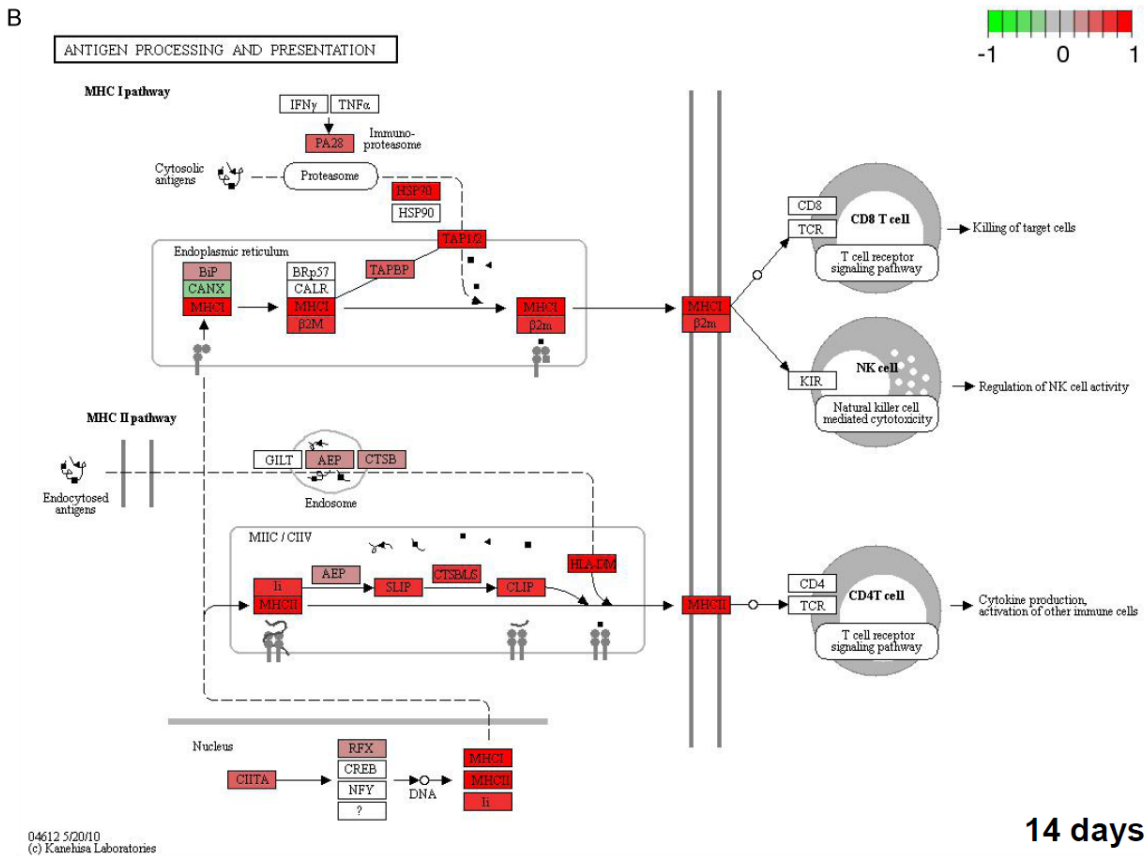 B
-1 0 1
ANTIGEN PROCESSING AND PRESENTATION
MHC I pathway
IFNγ TNFα
PA28
Immuno-
proteasome
Cytosolic
antigens
Proteasome
HSP70
HSP90
TAP1/2
Endoplasmic reticulum
BiP
CANX
MHCI
BRp57
CALR
MHCI
β2M
TAPBP
MHCI
β2m
MHCI
β2m
CD8
TCR
CD8 T cell
T cell receptor
signaling pathway
Killing of target cells
KIR
NK cell
Natural killer cell
mediated cytotoxicity
Regulation of NK cell activity
MHC II pathway
Endocytosed
antigens
GILT AEP CTSB
Endosome
MIIC / CIIV
Ii
MHCII
AEP
SLIP
CTSB/L/S
CLIP
HLA-DM
MHCII
CD4
TCR
CD4T cell
T cell receptor
signaling pathway
Cytokine production,
activation of other immune cells
Nucleus
CIITA
RFX
CREB
NFY
?
DNA
MHCI
MHCII
Ii
04612 5/20/10
(c) Kanehisa Laboratories
14 days